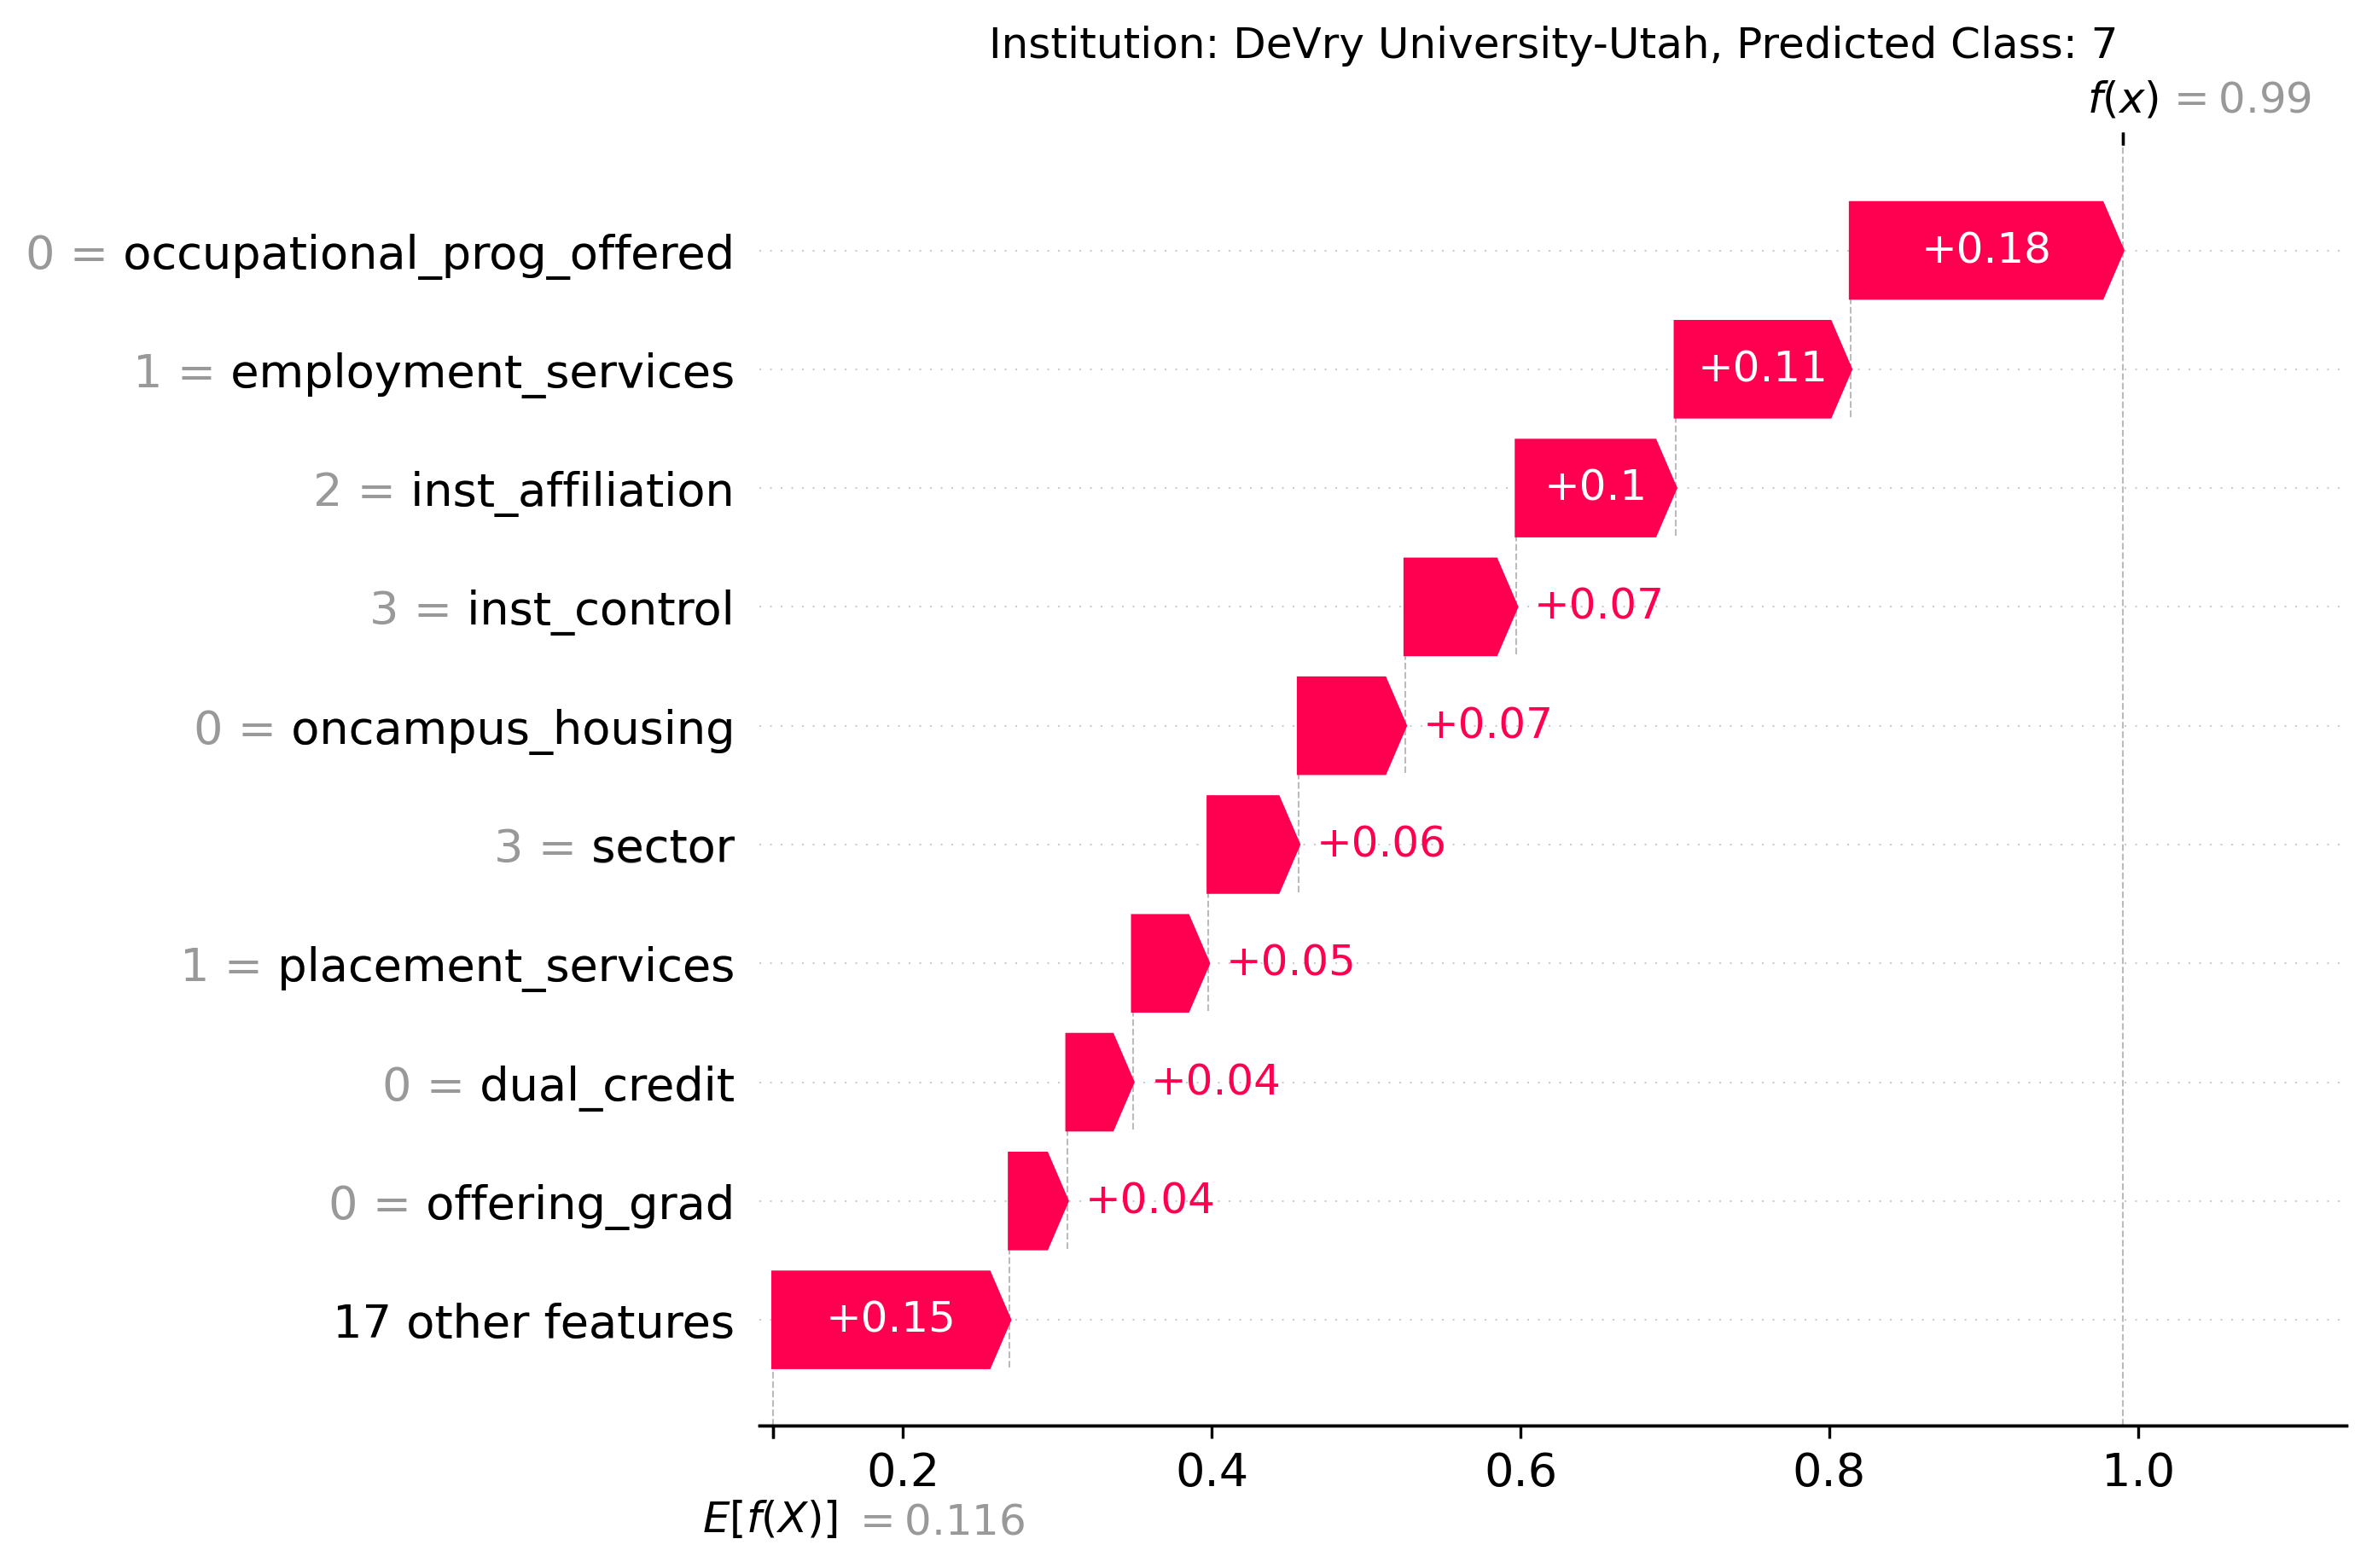 Institution: DeVry University-Utah, Predicted Class: 7
f(x) = 0.99
0 = occupational_prog_offered +0.18
1 = employment_services +0.11
2 = inst_affiliation +0.1
3 = inst_control +0.07
0 = oncampus_housing +0.07
3 = sector +0.06
1 = placement_services +0.05
0 = dual_credit +0.04
0 = offering_grad +0.04
17 other features +0.15
0.2 0.4 0.6 0.8 1.0
E[f(X)] = 0.116